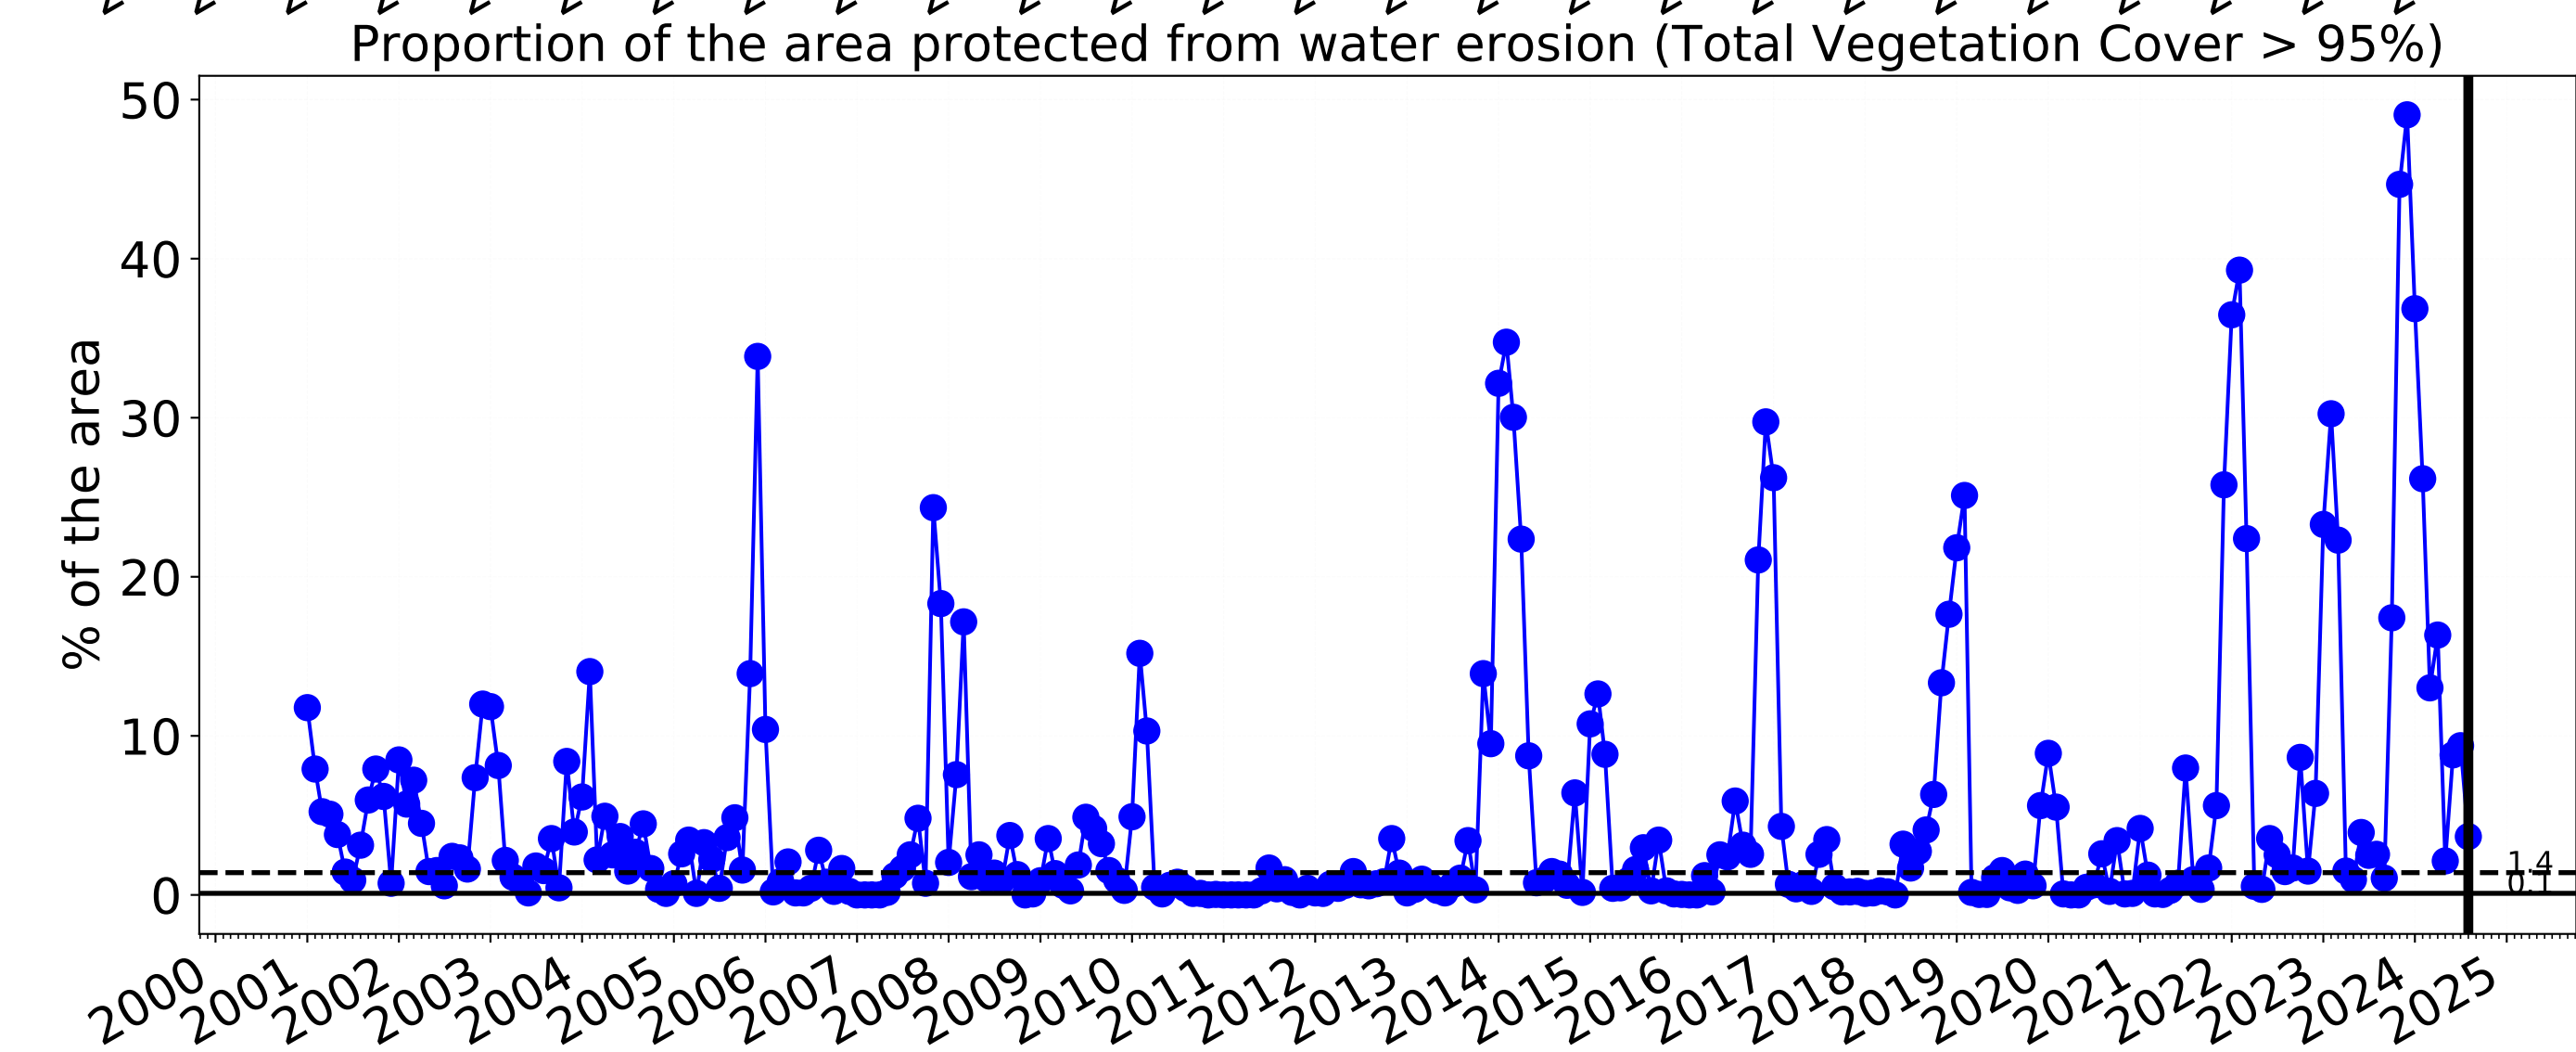 Proportion of the area protected from water erosion (Total Vegetation Cover > 95%)
% of the area
50
40
30
20
10
0
1.4
0.1
2000 2001 2002 2003 2004 2005 2006 2007 2008 2009 2010 2011 2012 2013 2014 2015 2016 2017 2018 2019 2020 2021 2022 2023 2024 2025